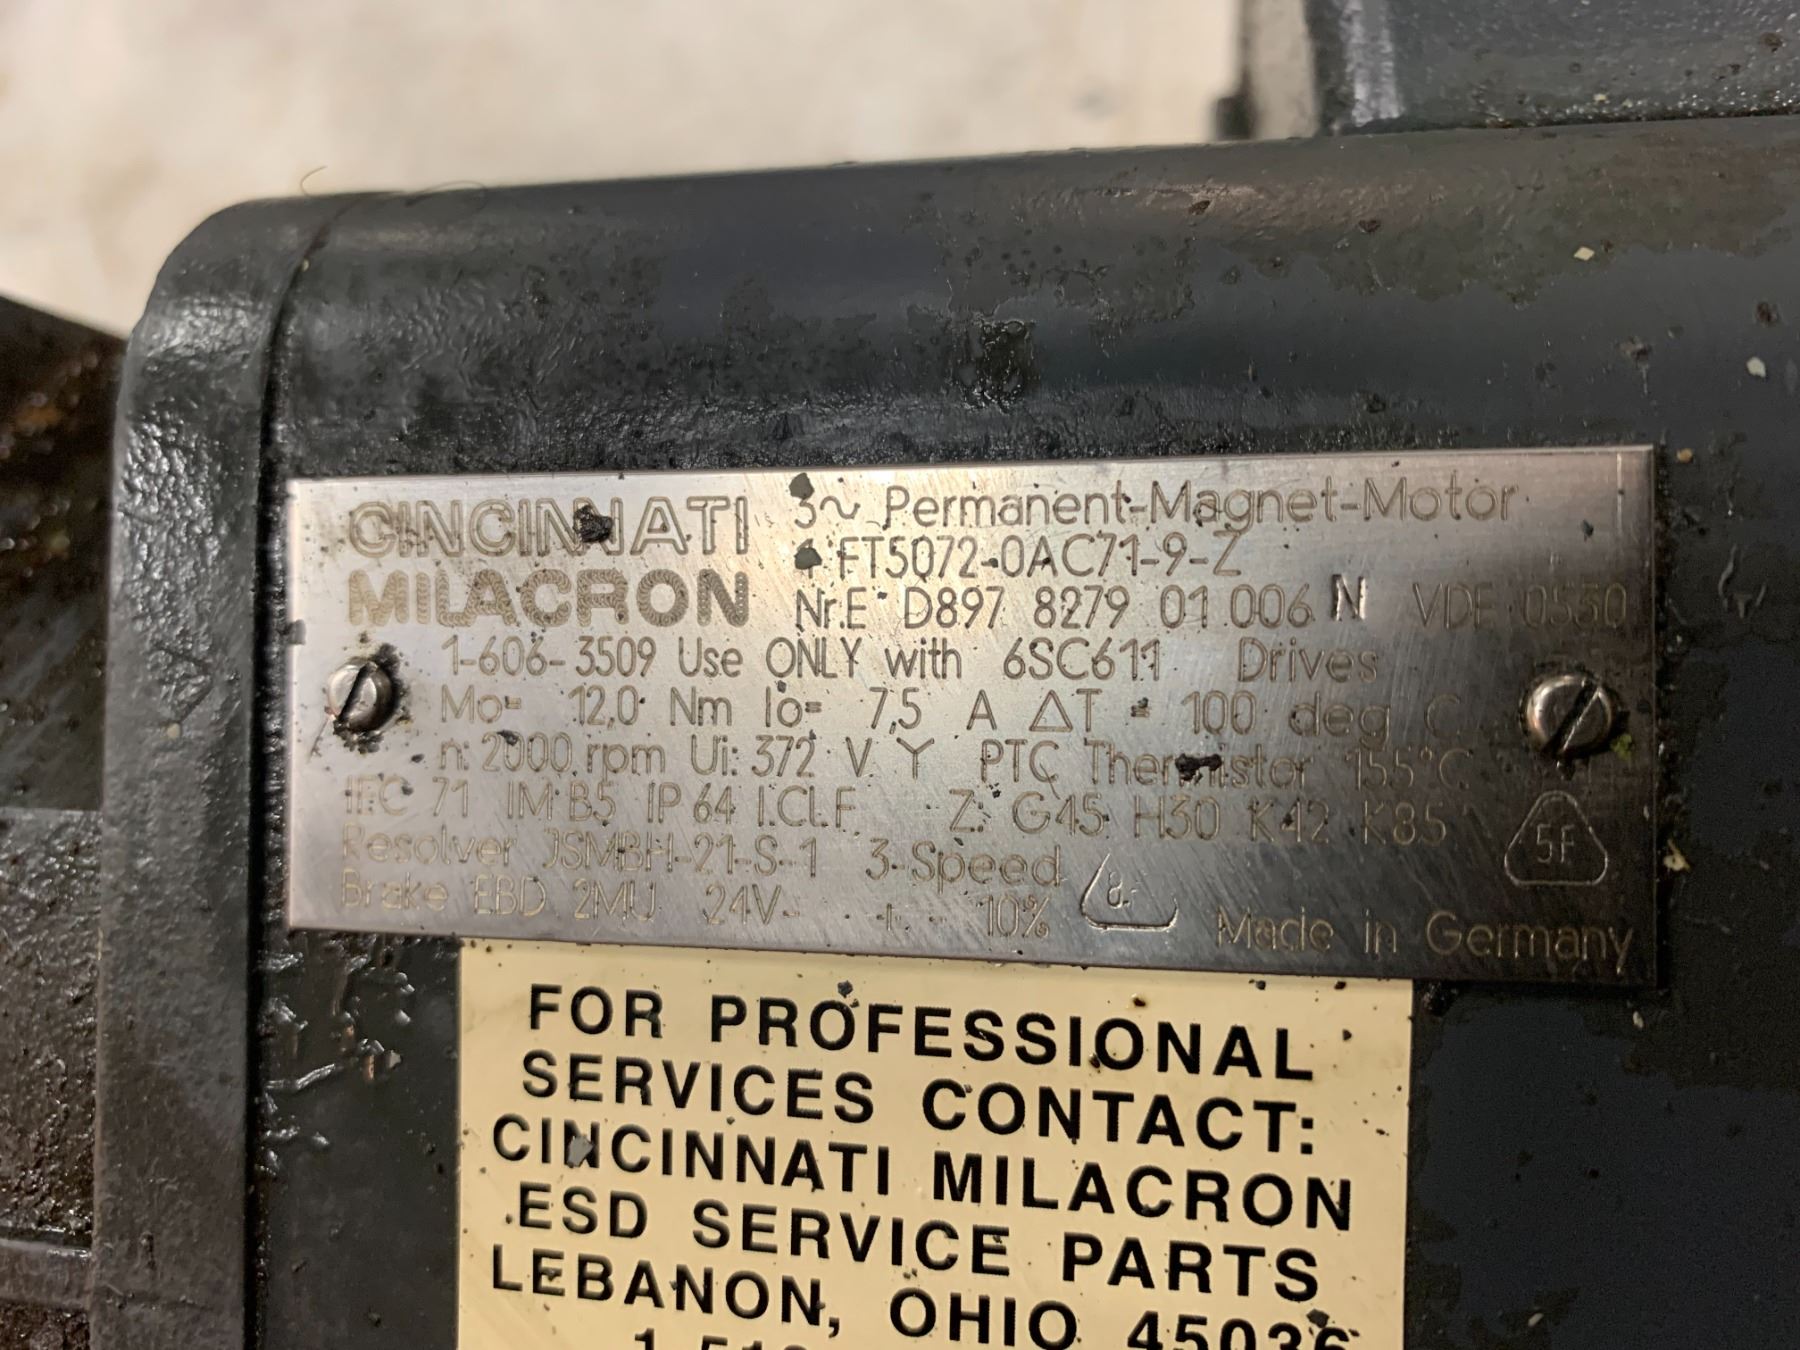 CINCINNATI
MILACRON
3~ Permanent-Magnet-Motor
1 FT5072-0AC71-9-Z
Nr.E D897 8279 01 006 N VDE 0530
1-606-3509 Use ONLY with 6SC611 Drives
Mo= 12,0 Nm Io= 7,5 A ΔT = 100 deg C
n: 2000 rpm Ui: 372 V Y PTC Thermistor 155°C
IEC 71 IM B5 IP 64 I.Cl.F. Z: G45 H30 K42 K85
Resolver JSMBH-21-S-1 3-Speed
Brake EBD 2MU 24V- +- 10%
8
5F
Made in Germany
FOR PROFESSIONAL
SERVICES CONTACT:
CINCINNATI MILACRON
ESD SERVICE PARTS
LEBANON, OHIO 45036